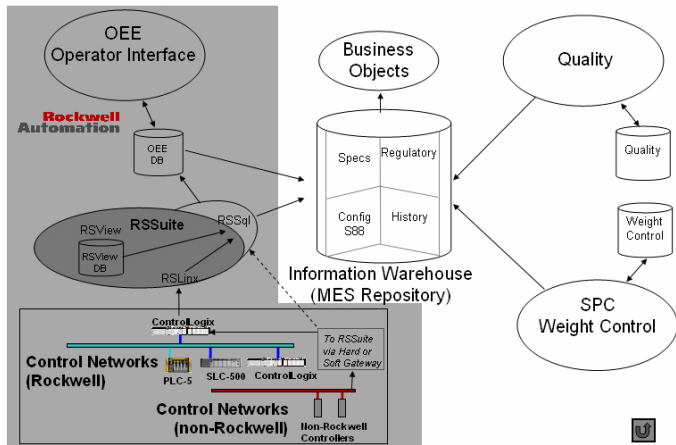 OEE
Operator Interface
Rockwell
Automation
OEE
DB
RSSql
RSSuite
RSView
RSView
DB
RSLinx
Business
Objects
Specs
Regulatory
Config
S88
History
Information Warehouse
(MES Repository)
Quality
Quality
Weight
Control
SPC
Weight Control
ControlLogix
Control Networks
(Rockwell)
PLC-5
SLC-500
ControlLogix
To RSSuite
via Hard or
Soft Gateway
Control Networks
(non-Rockwell)
Non-Rockwell
Controllers